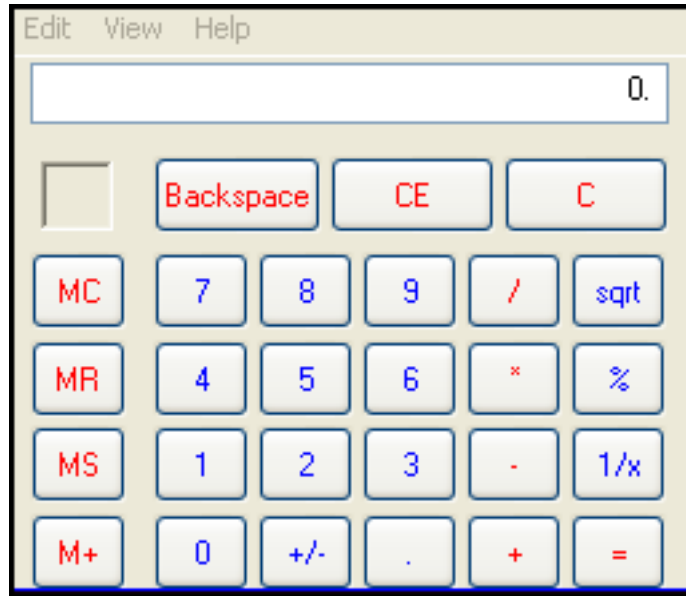 Edit View Help
0.
Backspace CE C
MC 7 8 9 / sqrt
MR 4 5 6 * %
MS 1 2 3 - 1/x
M+ 0 +/- . + =